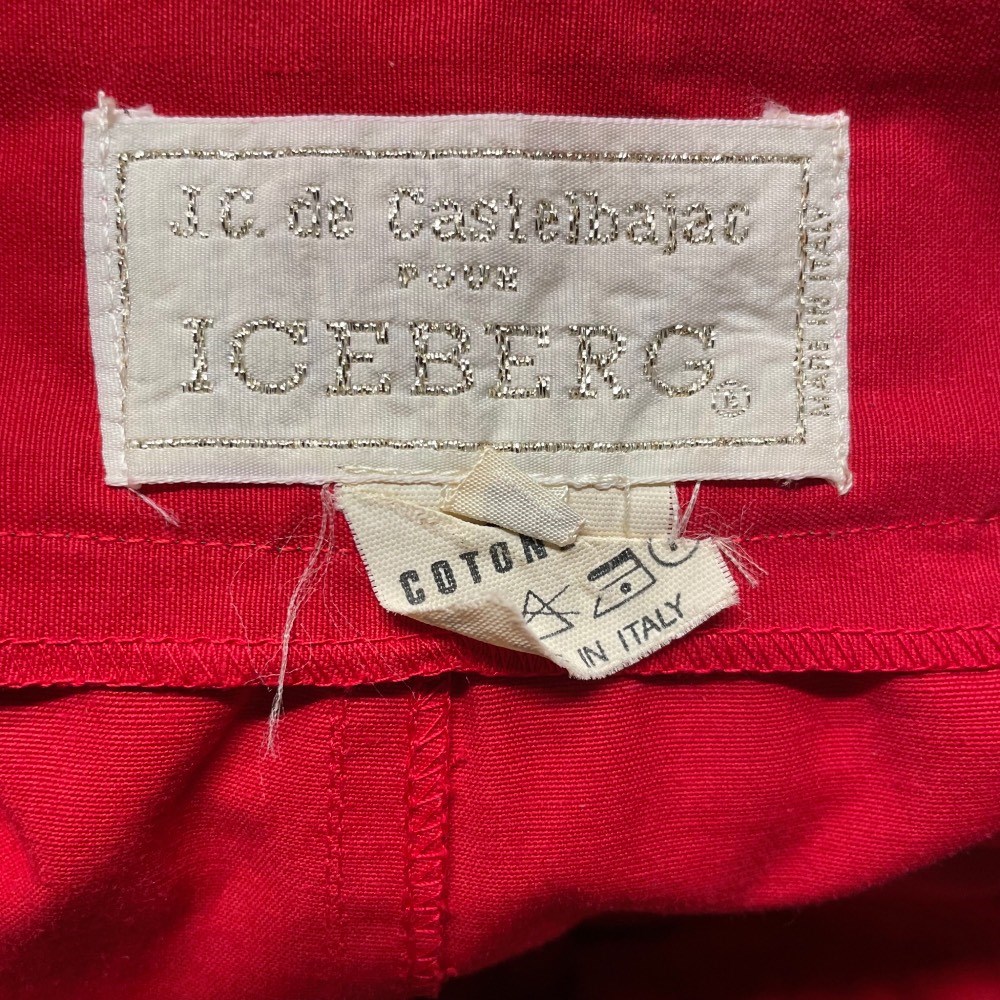 J.C. de Castelbajac
POUR
ICEBERG ®
MADE IN ITALY
COTON
IN ITALY